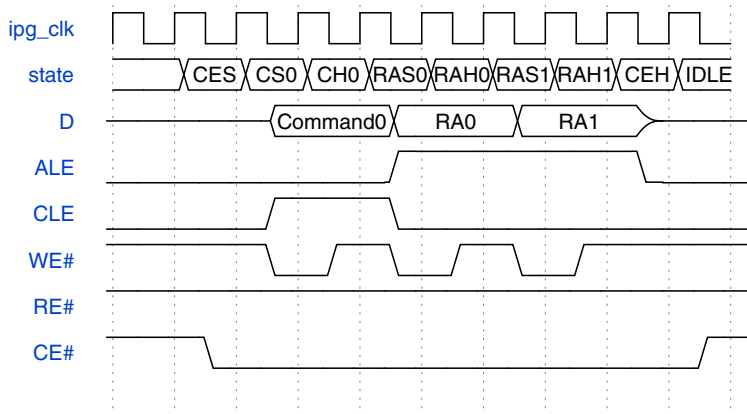 ipg_clk
state CES CS0 CH0 RAS0 RAH0 RAS1 RAH1 CEH IDLE
D Command0 RA0 RA1
ALE
CLE
WE#
RE#
CE#